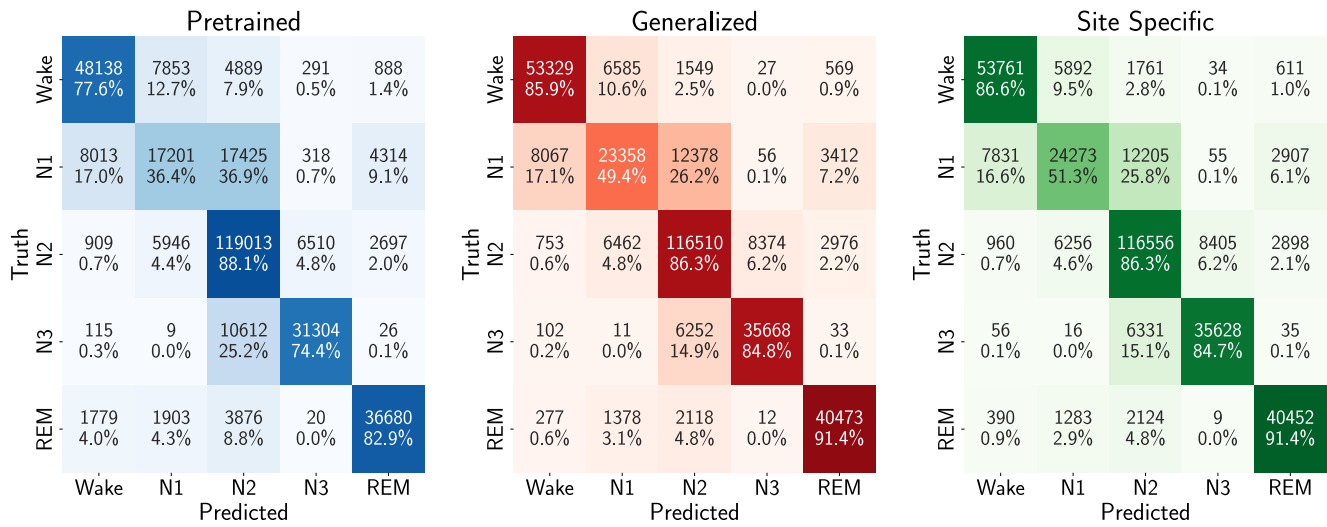 Pretrained
Wake
48138 7853 4889 291 888
77.6% 12.7% 7.9% 0.5% 1.4%
N1
8013 17201 17425 318 4314
17.0% 36.4% 36.9% 0.7% 9.1%
Truth
N2
909 5946 119013 6510 2697
0.7% 4.4% 88.1% 4.8% 2.0%
N3
115 9 10612 31304 26
0.3% 0.0% 25.2% 74.4% 0.1%
REM
1779 1903 3876 20 36680
4.0% 4.3% 8.8% 0.0% 82.9%
Wake N1 N2 N3 REM
Predicted
Generalized
Wake
53329 6585 1549 27 569
85.9% 10.6% 2.5% 0.0% 0.9%
N1
8067 23358 12378 56 3412
17.1% 49.4% 26.2% 0.1% 7.2%
Truth
N2
753 6462 116510 8374 2976
0.6% 4.8% 86.3% 6.2% 2.2%
N3
102 11 6252 35668 33
0.2% 0.0% 14.9% 84.8% 0.1%
REM
277 1378 2118 12 40473
0.6% 3.1% 4.8% 0.0% 91.4%
Wake N1 N2 N3 REM
Predicted
Site Specific
Wake
53761 5892 1761 34 611
86.6% 9.5% 2.8% 0.1% 1.0%
N1
7831 24273 12205 55 2907
16.6% 51.3% 25.8% 0.1% 6.1%
Truth
N2
960 6256 116556 8405 2898
0.7% 4.6% 86.3% 6.2% 2.1%
N3
56 16 6331 35628 35
0.1% 0.0% 15.1% 84.7% 0.1%
REM
390 1283 2124 9 40452
0.9% 2.9% 4.8% 0.0% 91.4%
Wake N1 N2 N3 REM
Predicted